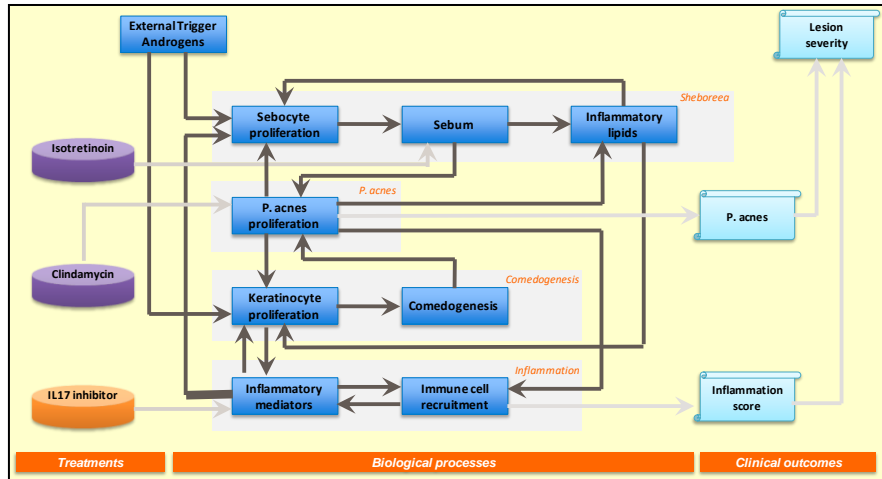 External Trigger
Androgens
Lesion
severity
Sheboreea
Sebocyte
proliferation
Sebum
Inflammatory
lipids
Isotretinoin
P. acnes
P. acnes
proliferation
P. acnes
Clindamycin
Comedogenesis
Keratinocyte
proliferation
Comedogenesis
Inflammation
IL17 inhibitor
Inflammatory
mediators
Immune cell
recruitment
Inflammation
score
Treatments
Biological processes
Clinical outcomes